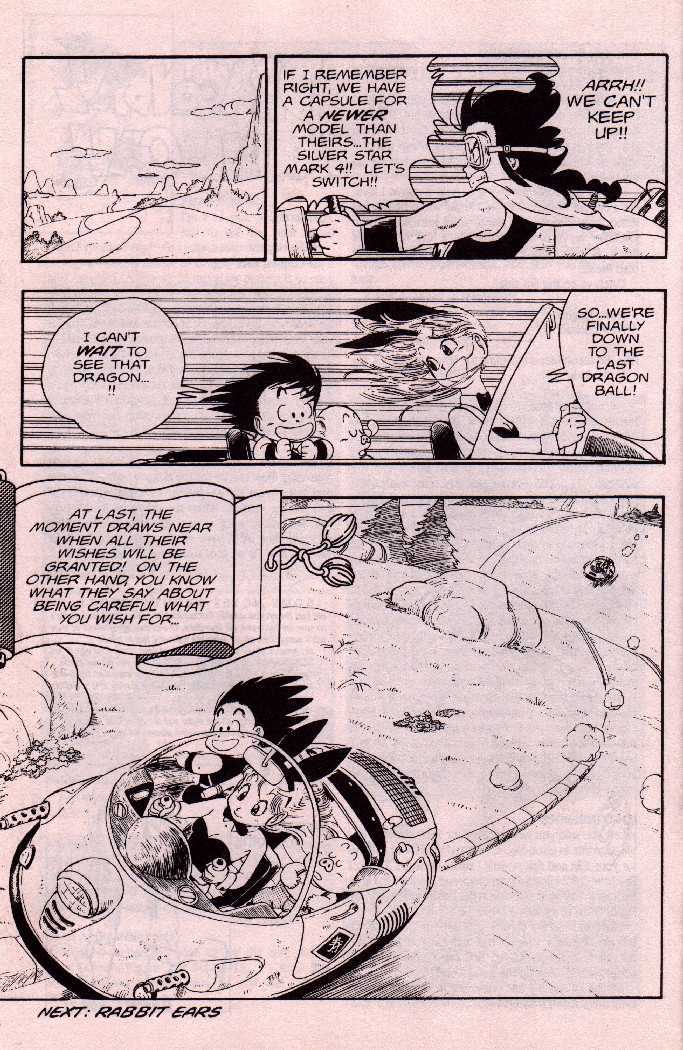 IF I REMEMBER
RIGHT, WE HAVE
A CAPSULE FOR
A NEWER
MODEL THAN
THEIRS...THE
SILVER STAR
MARK 4!! LET'S
SWITCH!!
ARRH!!
WE CAN'T
KEEP
UP!!
I CAN'T
WAIT TO
SEE THAT
DRAGON...
!!
SO...WE'RE
FINALLY
DOWN
TO THE
LAST
DRAGON
BALL!
AT LAST, THE
MOMENT DRAWS NEAR
WHEN ALL THEIR
WISHES WILL BE
GRANTED! ON THE
OTHER HAND, YOU KNOW
WHAT THEY SAY ABOUT
BEING CAREFUL WHAT
YOU WISH FOR...
NEXT: RABBIT EARS